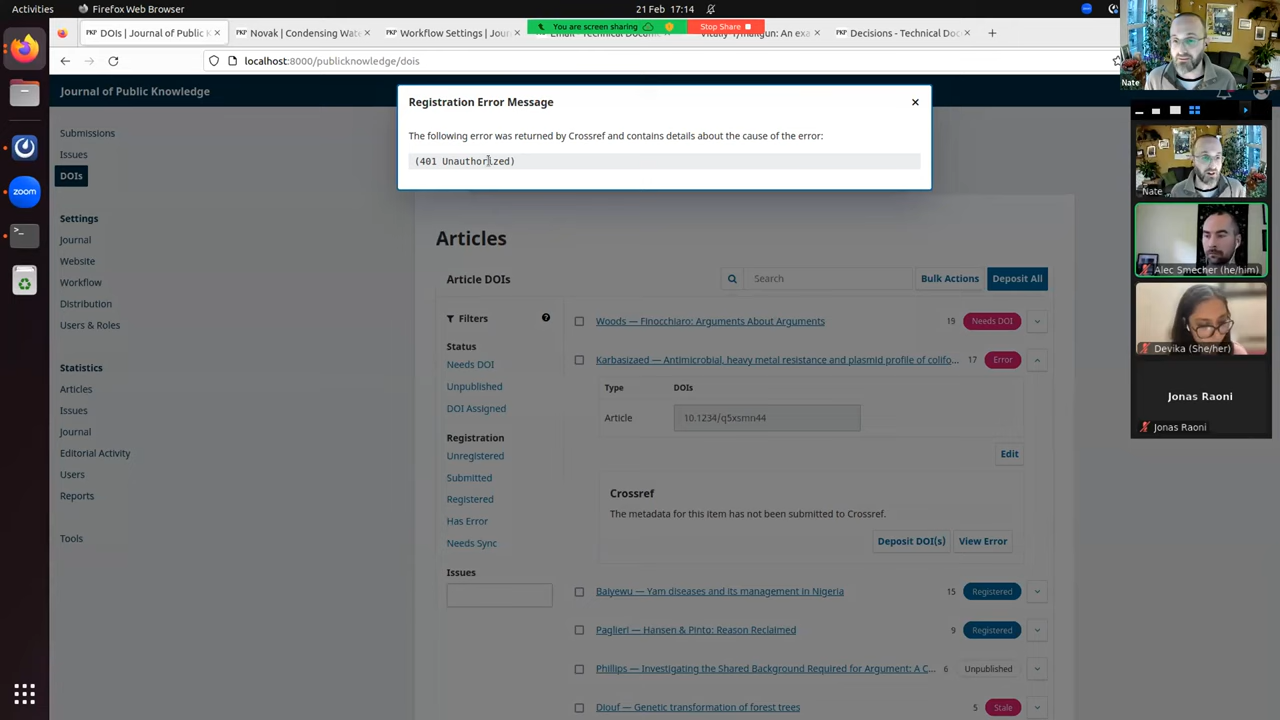 Activities
Firefox Web Browser
21 Feb 17:14
DOIs | Journal of Public K
Novak | Condensing Wate
Workflow Settings | Journ
You are screen sharing
Stop Share
Decisions - Technical Doc
localhost:8000/publicknowledge/dois
Journal of Public Knowledge
Submissions
Issues
DOIs
Settings
Journal
Website
Workflow
Distribution
Users & Roles
Statistics
Articles
Issues
Journal
Editorial Activity
Users
Reports
Tools
Registration Error Message
The following error was returned by Crossref and contains details about the cause of the error:
(401 Unauthorized)
Articles
Article DOIs
Search
Bulk Actions
Deposit All
Filters
Status
Needs DOI
Unpublished
DOI Assigned
Registration
Unregistered
Submitted
Registered
Has Error
Needs Sync
Issues
Woods — Finocchiaro: Arguments About Arguments
19
Needs DOI
Karbasizaed — Antimicrobial, heavy metal resistance and plasmid profile of colifo...
17
Error
Type
DOIs
Article
10.1234/q5xsmn44
Edit
Crossref
The metadata for this item has not been submitted to Crossref.
Deposit DOI(s)
View Error
Baiyewu — Yam diseases and its management in Nigeria
15
Registered
Paglieri — Hansen & Pinto: Reason Reclaimed
9
Registered
Phillips — Investigating the Shared Background Required for Argument: A C...
6
Unpublished
Diouf — Genetic transformation of forest trees
5
Stale
zoom
Nate
Nate
Alec Smecher (he/him)
Devika (She/her)
Jonas Raoni
Jonas Raoni